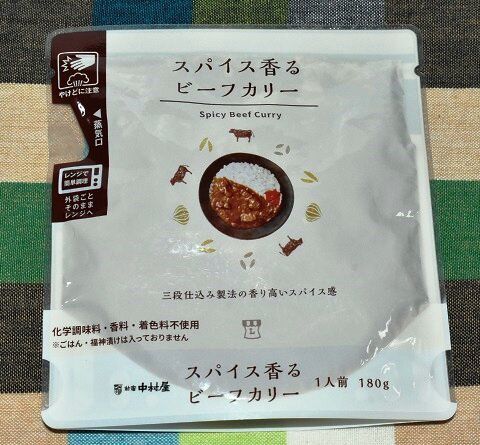 スパイス香る
ビーフカリー
Spicy Beef Curry
やけどに注意
◀蒸気口
レンジで
簡単調理
外袋ごと
そのまま
レンジへ
三段仕込み製法の香り高いスパイス感
L
化学調味料・香料・着色料不使用
※ごはん・福神漬けは入っておりません
新宿 中村屋
スパイス香る
ビーフカリー
1人前 180g